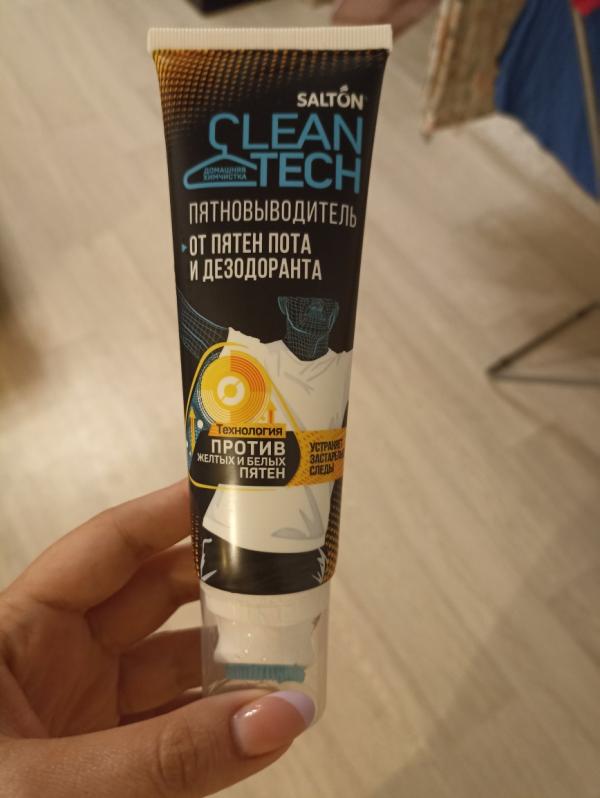 SALTON
CLEAN
TECH
ДОМАШНЯЯ
ХИМЧИСТКА
ПЯТНОВЫВОДИТЕЛЬ
ОТ ПЯТЕН ПОТА
И ДЕЗОДОРАНТА
Технология
ПРОТИВ
ЖЕЛТЫХ И БЕЛЫХ
ПЯТЕН
УСТРАНЯЕТ
ЗАСТАРЕЛЫЕ
СЛЕДЫ